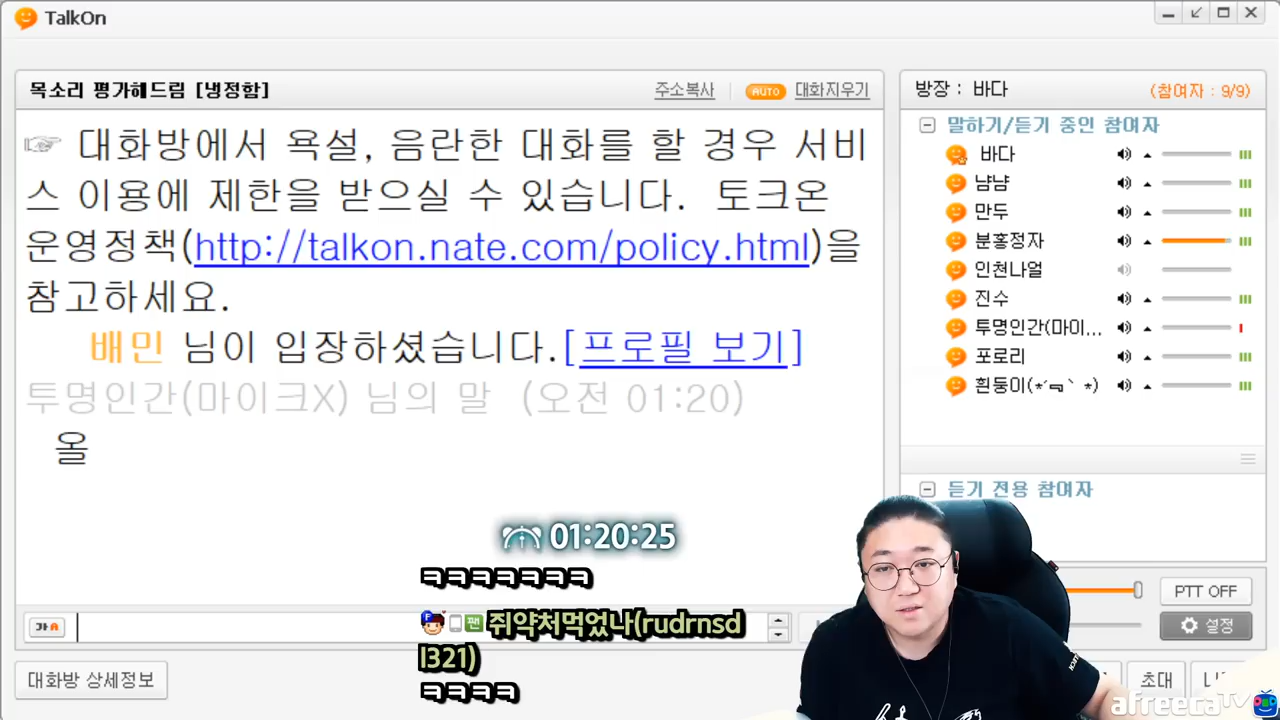 TalkOn
목소리 평가해드림 [냉정함]
주소복사
AUTO
대화지우기
☞ 대화방에서 욕설, 음란한 대화를 할 경우 서비
스 이용에 제한을 받으실 수 있습니다. 토크온
운영정책(http://talkon.nate.com/policy.html)을
참고하세요.
배민 님이 입장하셨습니다.[프로필 보기]
투명인간(마이크X) 님의 말 (오전 01:20)
올
01:20:25
ㅋㅋㅋㅋㅋㅋㅋ
팬 쥐약처먹었나(rudrnsd
l321)
ㅋㅋㅋㅋ
가A
대화방 상세정보
방장 : 바다
(참여자 : 9/9)
말하기/듣기 중인 참여자
바다
냠냠
만두
분홍정자
인천나얼
진수
투명인간(마이...
포로리
흰둥이(*´ㅋ` *)
듣기 전용 참여자
PTT OFF
설정
초대
afreecaTV